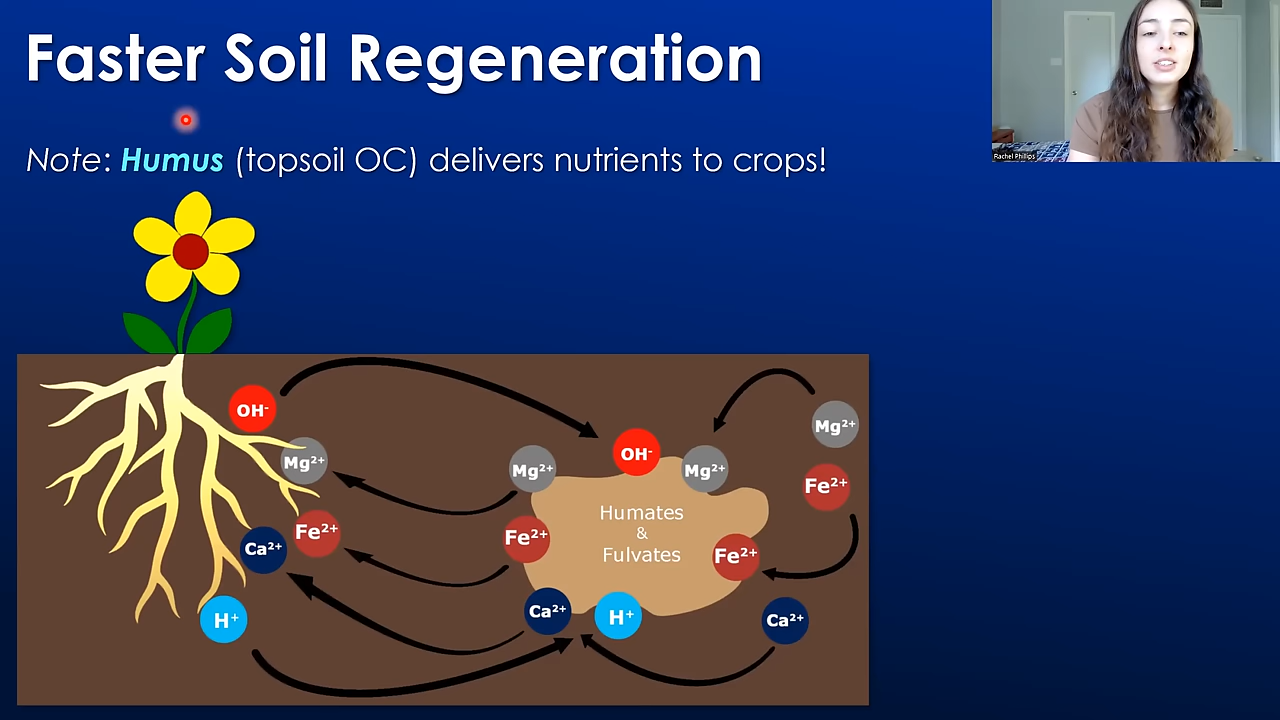 Faster Soil Regeneration
Rachel Phillips
Note: Humus (topsoil OC) delivers nutrients to crops!
OH-
Mg²⁺
Fe²⁺
Ca²⁺
H⁺
Mg²⁺
OH-
Mg²⁺
Fe²⁺
Humates
&
Fulvates
Fe²⁺
Ca²⁺
H⁺
Mg²⁺
Fe²⁺
Ca²⁺